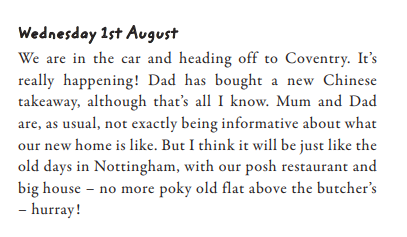 Wednesday 1st August
We are in the car and heading off to Coventry. It’s
really happening! Dad has bought a new Chinese
takeaway, although that’s all I know. Mum and Dad
are, as usual, not exactly being informative about what
our new home is like. But I think it will be just like the
old days in Nottingham, with our posh restaurant and
big house – no more poky old flat above the butcher’s
– hurray!